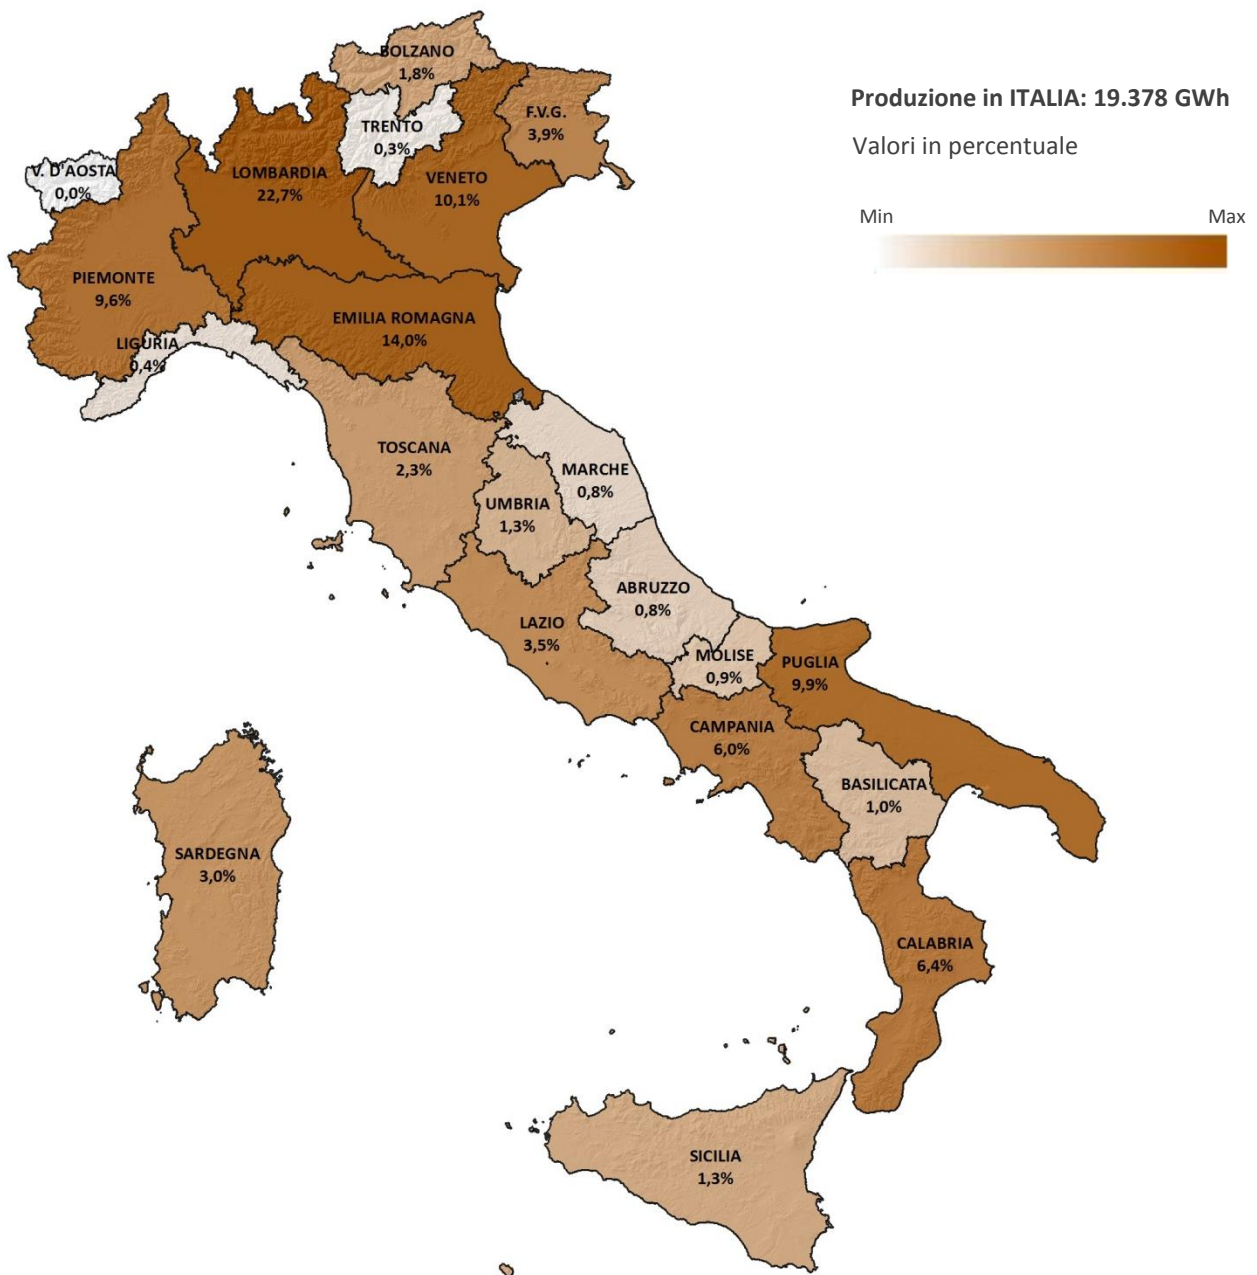 BOLZANO
1,8%
Produzione in ITALIA: 19.378 GWh
Valori in percentuale
Min
Max
F.V.G.
3,9%
TRENTO
0,3%
V. D'AOSTA
0,0%
LOMBARDIA
22,7%
VENETO
10,1%
PIEMONTE
9,6%
EMILIA ROMAGNA
14,0%
LIGURIA
0,4%
TOSCANA
2,3%
MARCHE
0,8%
UMBRIA
1,3%
ABRUZZO
0,8%
LAZIO
3,5%
MOLISE
0,9%
PUGLIA
9,9%
CAMPANIA
6,0%
BASILICATA
1,0%
SARDEGNA
3,0%
CALABRIA
6,4%
SICILIA
1,3%